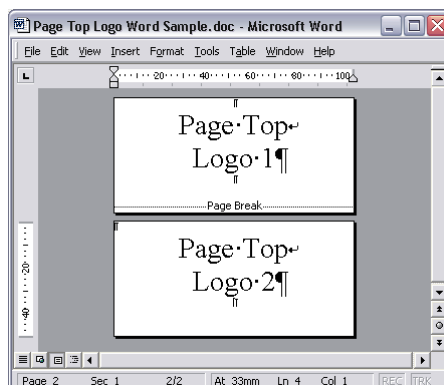 Page Top Logo Word Sample.doc - Microsoft Word
File Edit View Insert Format Tools Table Window Help
L 20 40 60 80 100
¶
Page·Top↵
Logo·1¶
¶
Page Break
¶
Page·Top↵
Logo·2¶
¶
20
40
Page 2 Sec 1 2/2 At 33mm Ln 4 Col 1 REC TRK